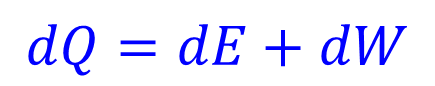 dQ = dE + dW